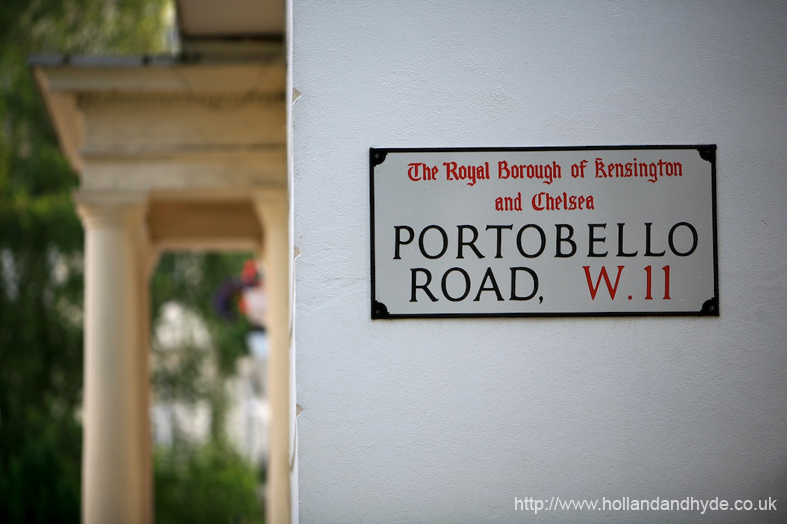 The Royal Borough of Kensington
and Chelsea
PORTOBELLO
ROAD, W.11
http://www.hollandandhyde.co.uk